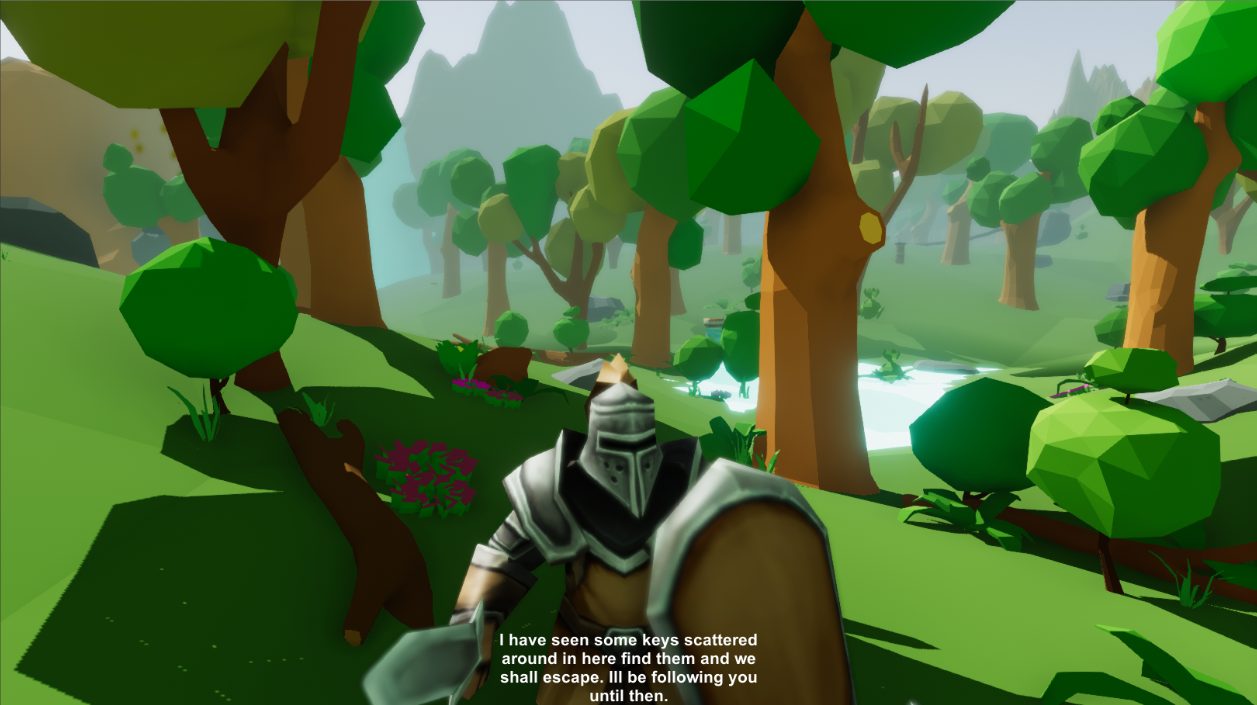 I have seen some keys scattered
around in here find them and we
shall escape. Ill be following you
until then.